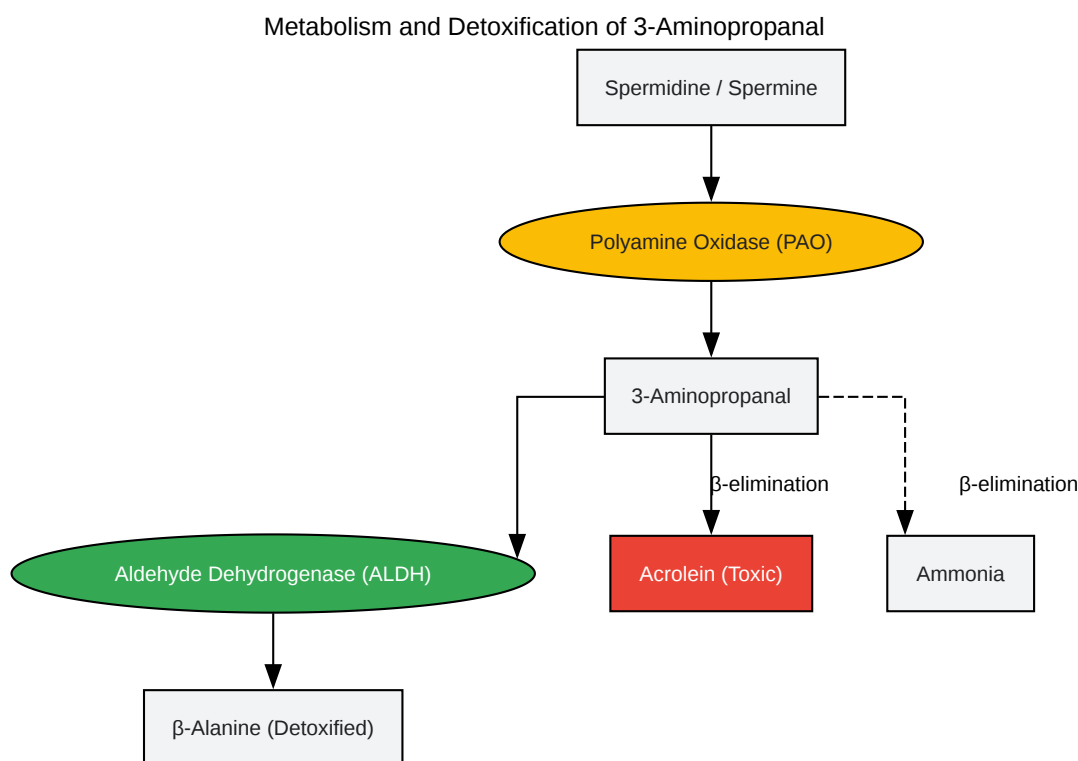 Metabolism and Detoxification of 3-Aminopropanal
Spermidine / Spermine
Polyamine Oxidase (PAO)
3-Aminopropanal
β-elimination
β-elimination
Aldehyde Dehydrogenase (ALDH)
Acrolein (Toxic)
Ammonia
β-Alanine (Detoxified)